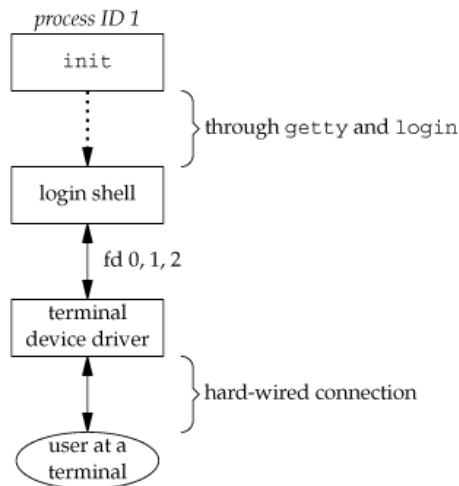 process ID 1
init
through getty and login
login shell
fd 0, 1, 2
terminal
device driver
hard-wired connection
user at a
terminal